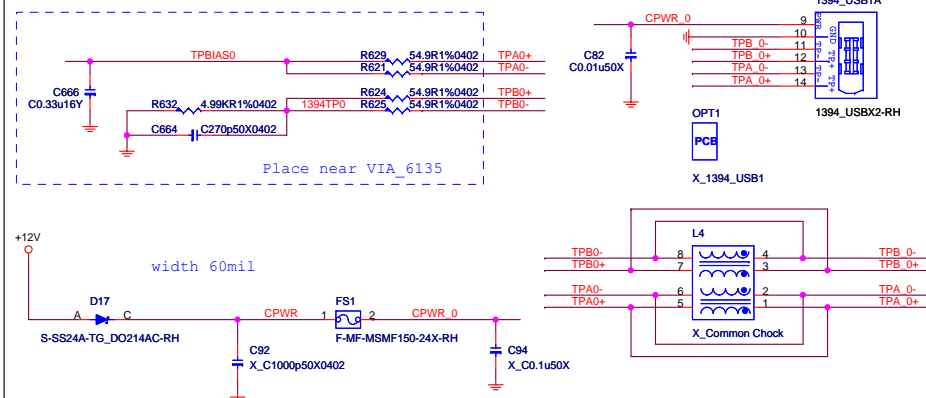 1394_USB1A
CPWR_0
9
PWR
10
GND
TPB_0-
11
TP-
TPB_0+
12
TP+
TPA_0-
13
TP-
TPA_0+
14
TP+
1394_USBX2-RH
C82
C0.01u50X
OPT1
PCB
X_1394_USB1
TPBIAS0
R629
54.9R1%0402
TPA0+
R621
54.9R1%0402
TPA0-
C666
C0.33u16Y
R624
54.9R1%0402
TPB0+
R632
4.99KR1%0402
1394TP0
R625
54.9R1%0402
TPB0-
C664
C270p50X0402
Place near VIA_6135
+12V
width 60mil
D17
A
C
S-SS24A-TG_DO214AC-RH
CPWR
FS1
1
2
CPWR_0
F-MF-MSMF150-24X-RH
C92
X_C1000p50X0402
C94
X_C0.1u50X
L4
TPB0-
8
4
TPB_0-
TPB0+
7
3
TPB_0+
TPA0-
6
2
TPA_0-
TPA0+
5
1
TPA_0+
X_Common Chock